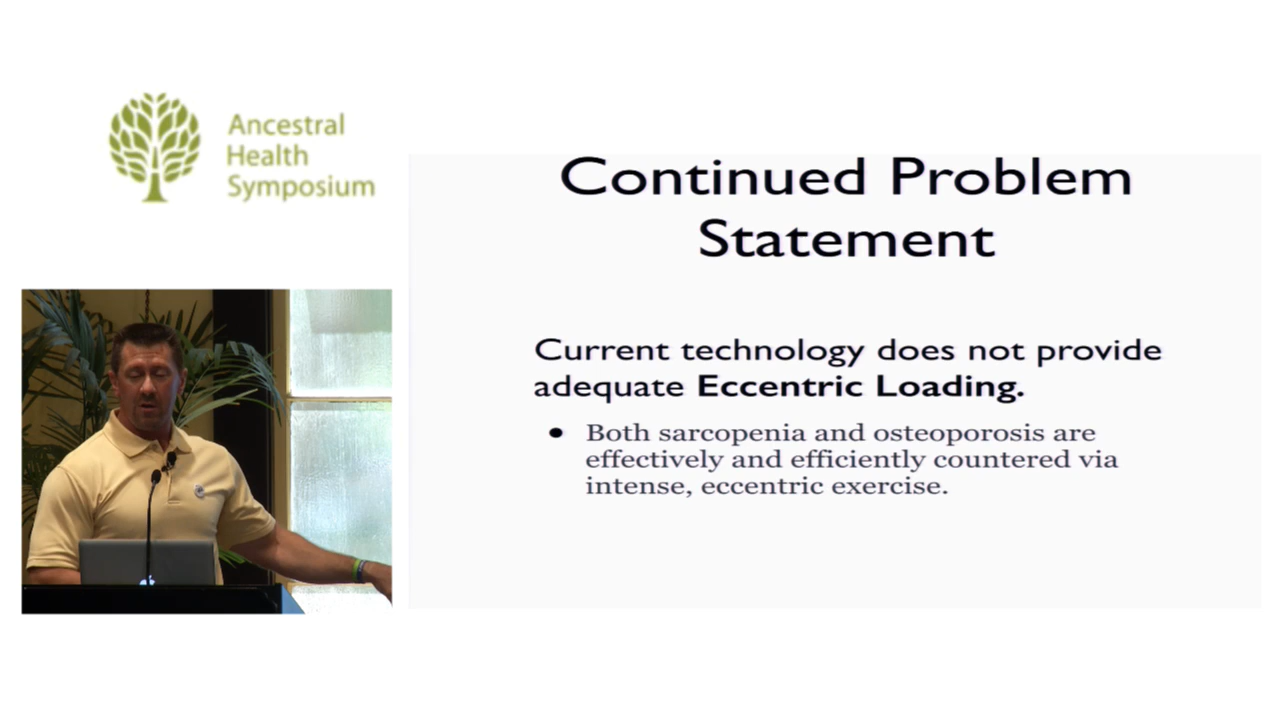 Ancestral
Health
Symposium
Continued Problem
Statement
Current technology does not provide
adequate Eccentric Loading.
• Both sarcopenia and osteoporosis are
effectively and efficiently countered via
intense, eccentric exercise.